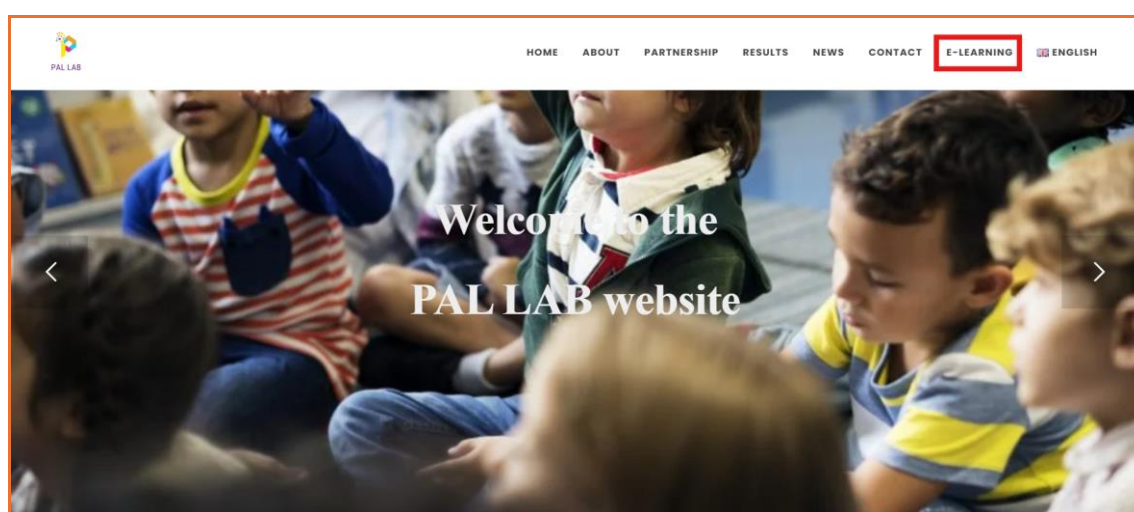 PAL LAB
HOME ABOUT PARTNERSHIP RESULTS NEWS CONTACT E-LEARNING ENGLISH
Welcome to the
PAL LAB website